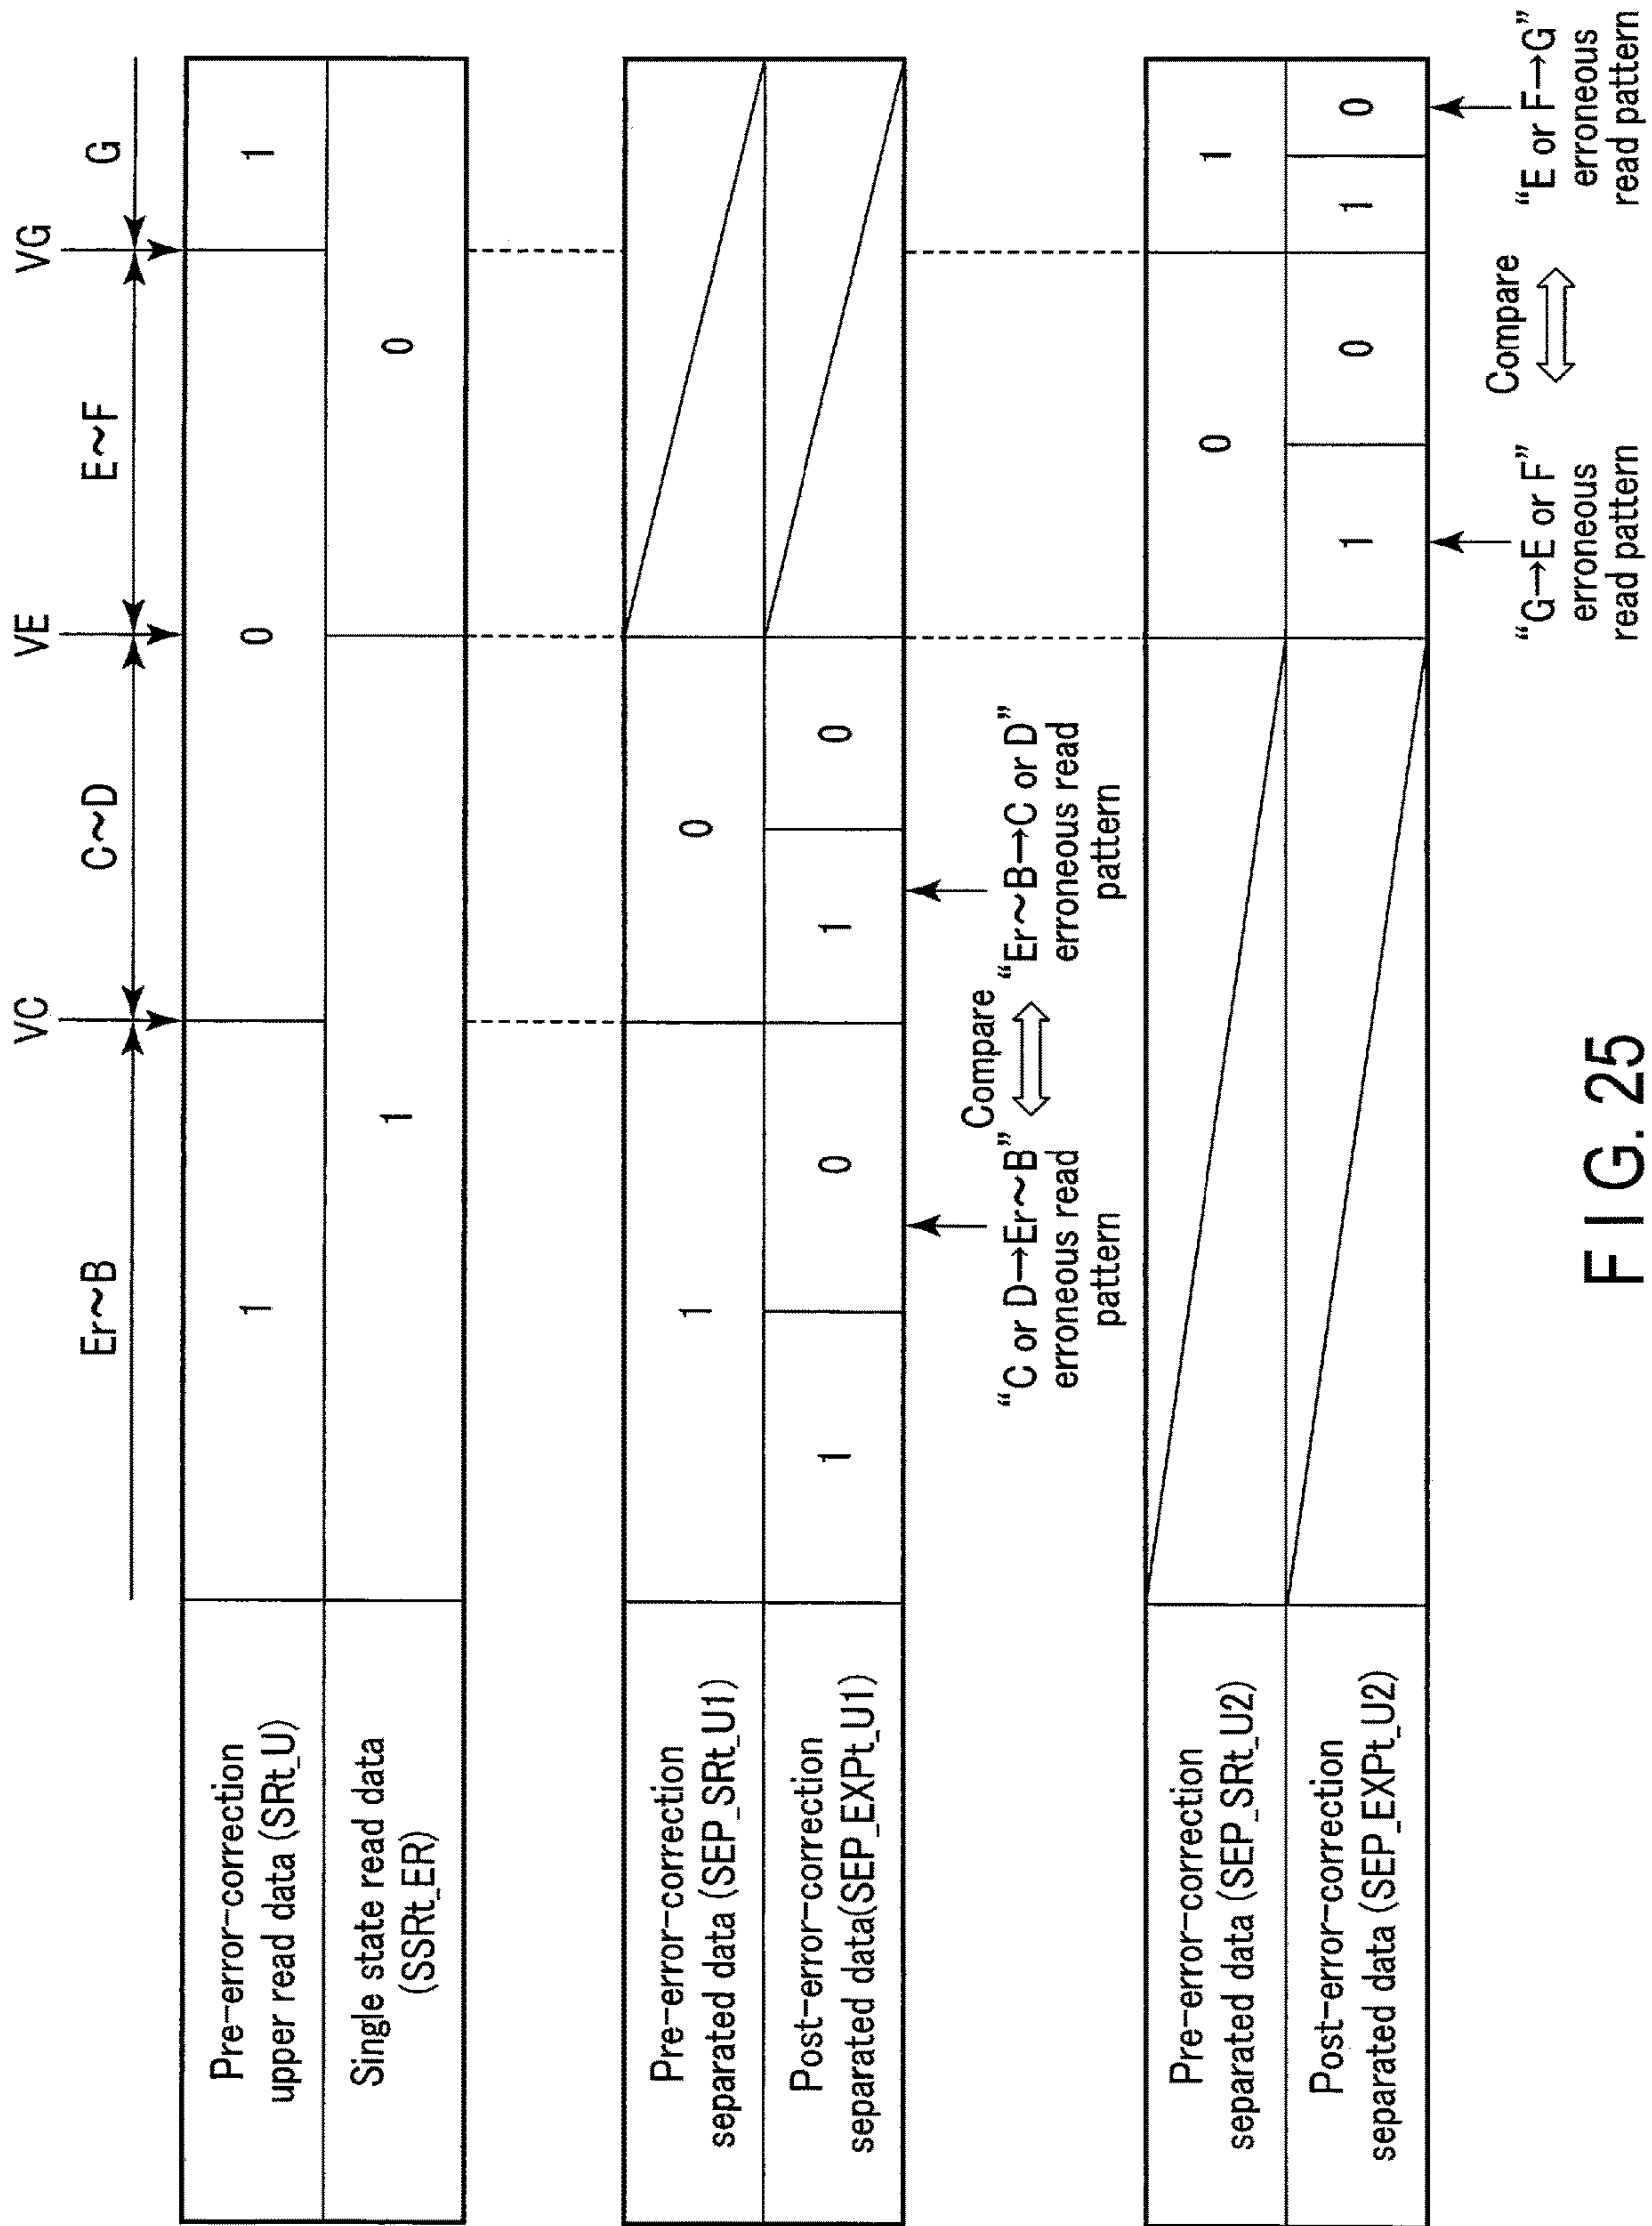 VC
VE
VG
Er~B
C~D
E~F
G
Pre-error-correction
upper read data (SRt_U)
1
0
1
Single state read data
(SSRt_ER)
1
0
Pre-error-correction
separated data (SEP_SRt_U1)
1
0
Post-error-correction
separated data(SEP_EXPt_U1)
1
0
1
0
“C or D→Er~B”
erroneous read
pattern
Compare
“Er~B→C or D”
erroneous read
pattern
Pre-error-correction
separated data (SEP_SRt_U2)
0
1
Post-error-correction
separated data (SEP_EXPt_U2)
1
0
1
0
“G→E or F”
erroneous
read pattern
Compare
“E or F→G”
erroneous
read pattern
F I G. 25